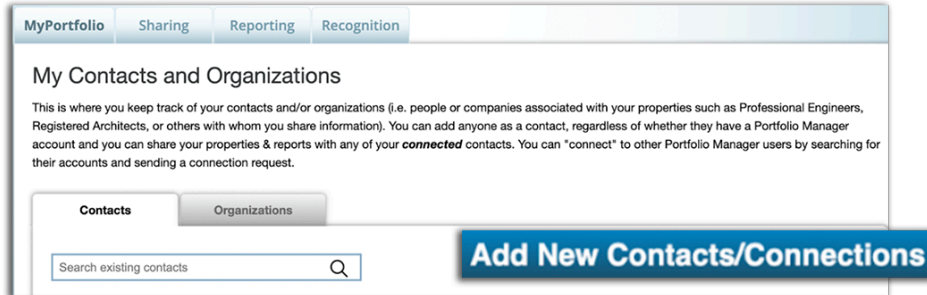 MyPortfolio Sharing Reporting Recognition
My Contacts and Organizations
This is where you keep track of your contacts and/or organizations (i.e. people or companies associated with your properties such as Professional Engineers,
Registered Architects, or others with whom you share information). You can add anyone as a contact, regardless of whether they have a Portfolio Manager
account and you can share your properties & reports with any of your connected contacts. You can "connect" to other Portfolio Manager users by searching for
their accounts and sending a connection request.
Contacts Organizations
Search existing contacts
Add New Contacts/Connections